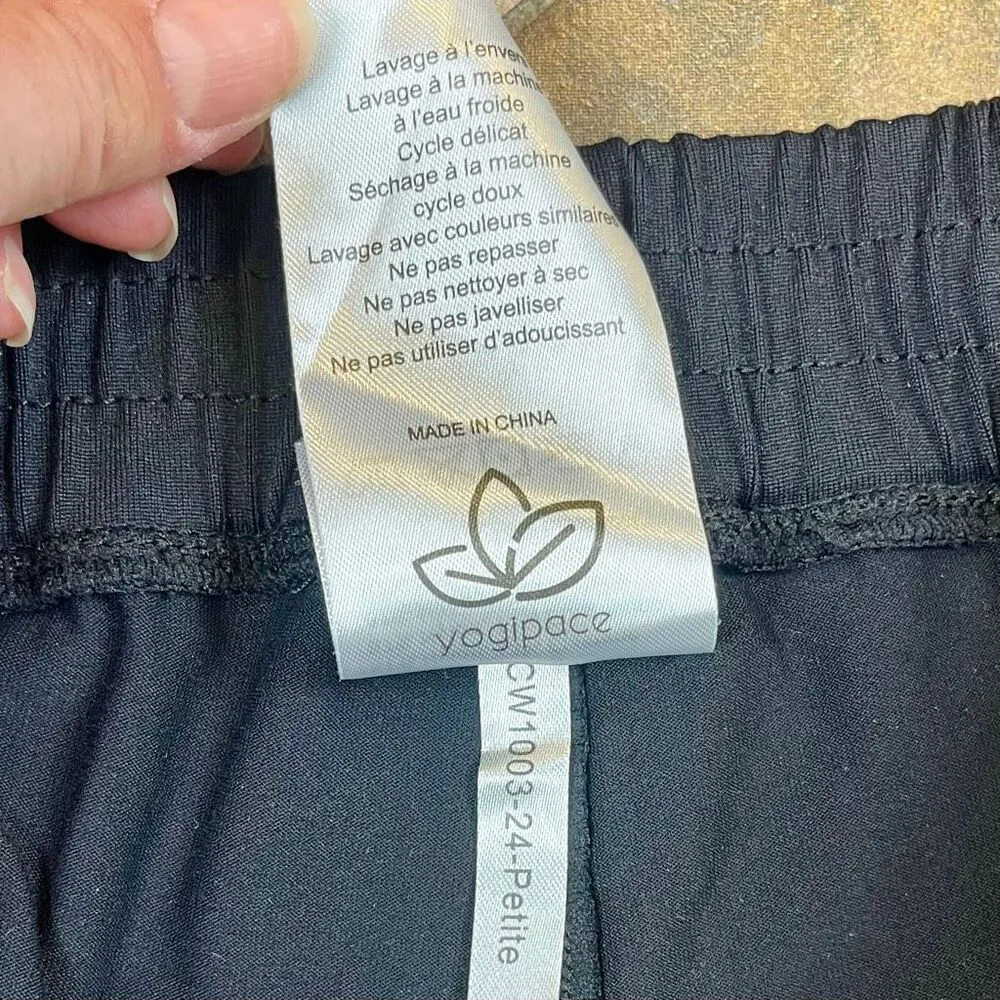 Lavage à l'envers
Lavage à la machine
à l'eau froide
Cycle délicat
Séchage à la machine
cycle doux
Lavage avec couleurs similaires
Ne pas repasser
Ne pas nettoyer à sec
Ne pas javelliser
Ne pas utiliser d'adoucissant
MADE IN CHINA
yogipace
CW1003-24-Petite